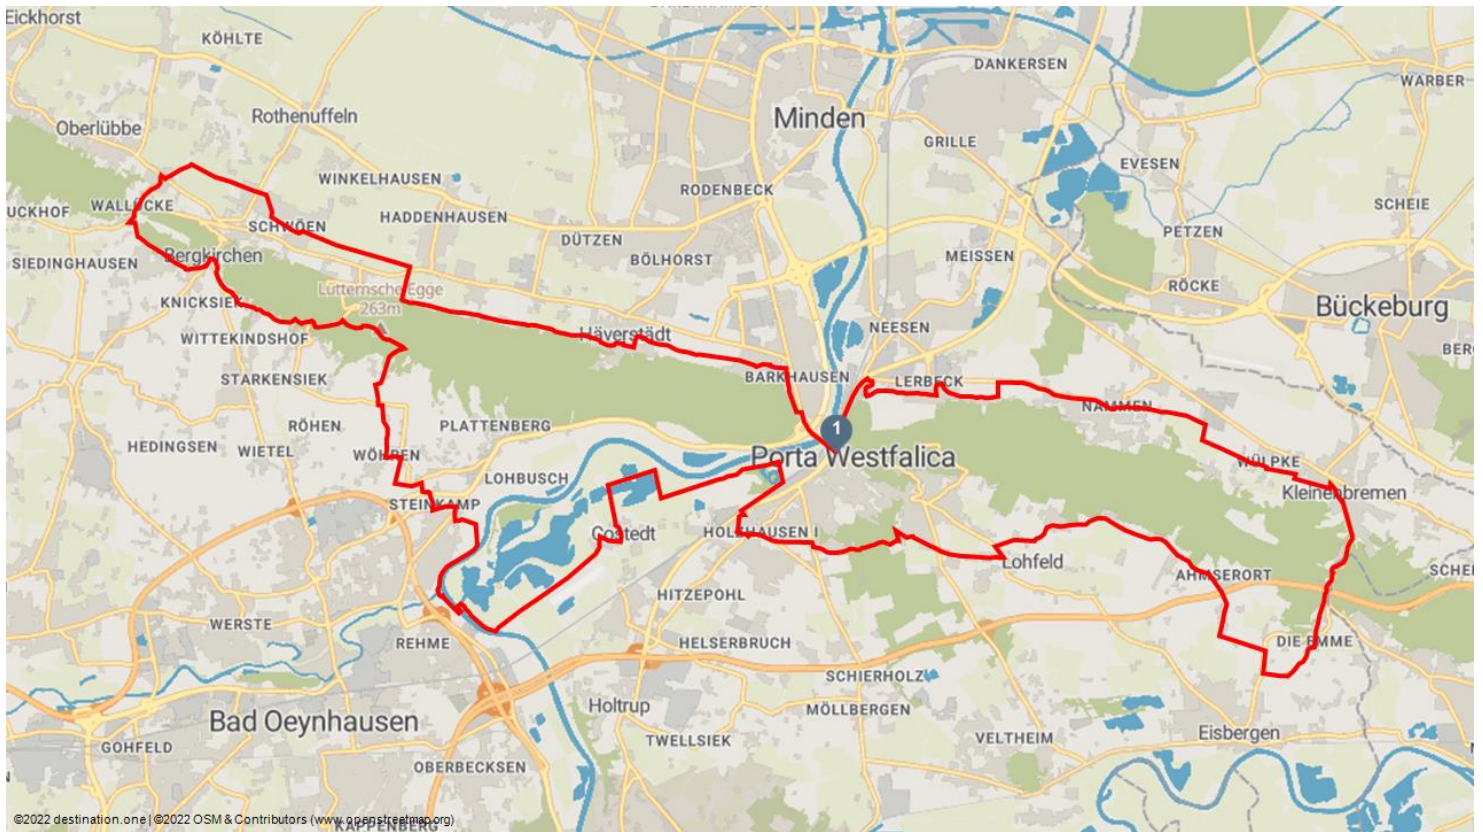 Eickhorst
KÖHLTE
DANKERSEN
WARBER
Rothenuffeln
Minden
Oberlübbe
GRILLE
EVESEN
WINKELHAUSEN
RODENBECK
WALLÜCKE
SCHEIE
UCKHOF
HADDENHAUSEN
SCHWÖEN
PETZEN
DÜTZEN
Bergkirchen
BÖLHORST
MEISSEN
SIEDINGHAUSEN
RÖCKE
Lütternsche Egge
263m
KNICKSIEK
Bückeburg
NEESEN
Häverstädt
WITTEKINDSHOF
BARKHAUSEN
LERBECK
STARKENSIEK
NAMMEN
RÖHEN
PLATTENBERG
1
HEDINGSEN
WIETEL
WÖHREN
Porta Westfalica
WÜLPKE
LOHBUSCH
Kleinenbremen
STEINKAMP
Costedt
HOLZHAUSEN I
Lohfeld
AHMSERORT
HITZEPOHL
WERSTE
REHME
HELSERBRUCH
DIE EMME
SCHIERHOLZ
Holtrup
MÖLLBERGEN
Bad Oeynhausen
Eisbergen
TWELLSIEK
VELTHEIM
GOHFELD
OBERBECKSEN
©2022 destination.one | ©2022 OSM & Contributors (www.openstreetmap.org)
KAPPENBERG